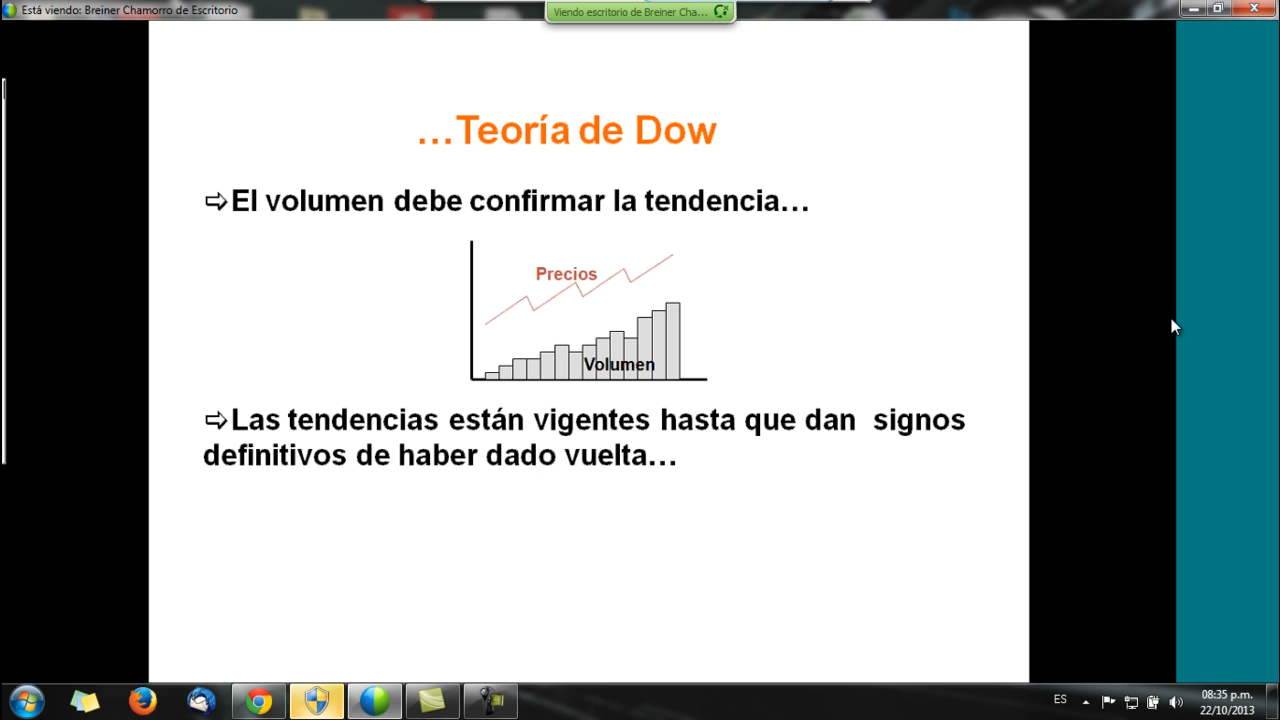 Está viendo: Breiner Chamorro de Escritorio
Viendo escritorio de Breiner Cha...
...Teoría de Dow
⇨El volumen debe confirmar la tendencia...
Precios
Volumen
⇨Las tendencias están vigentes hasta que dan signos
definitivos de haber dado vuelta...
ES
08:35 p.m.
22/10/2013